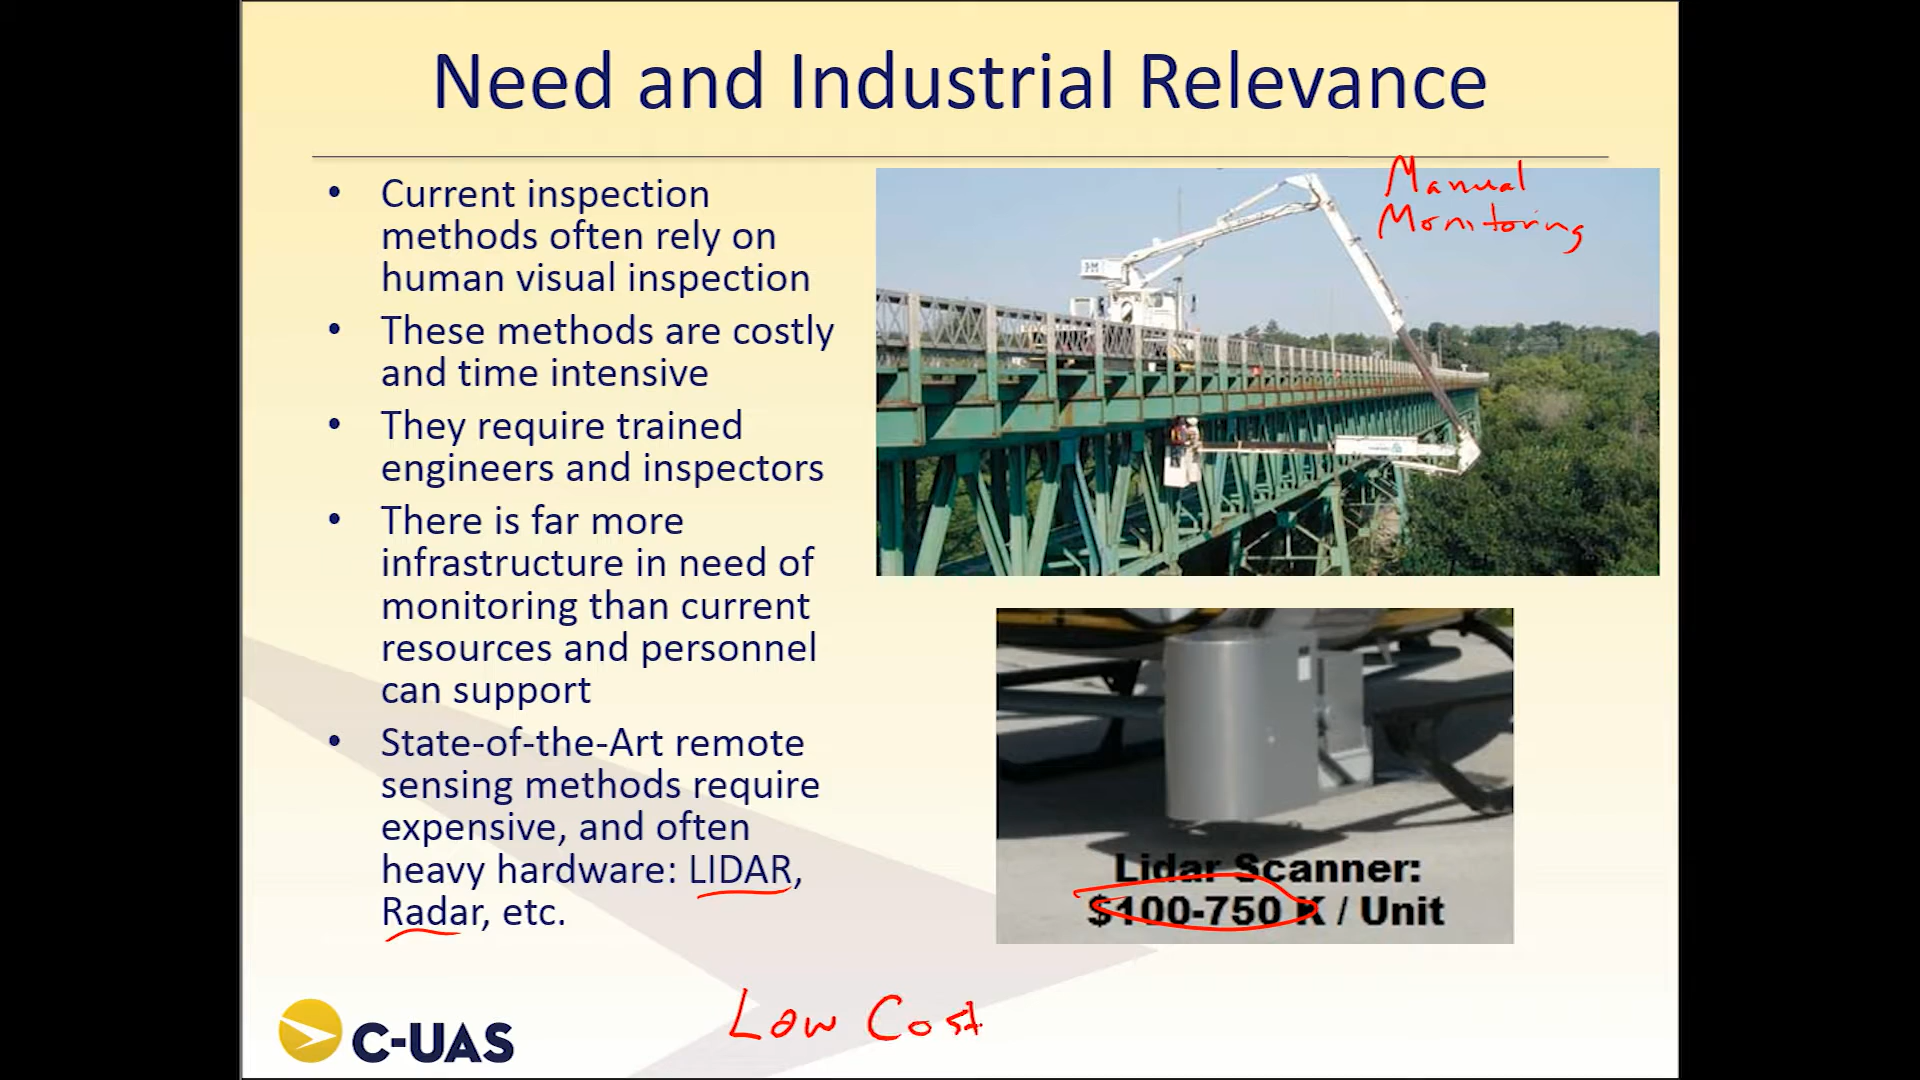 Need and Industrial Relevance
• Current inspection
methods often rely on
human visual inspection
• These methods are costly
and time intensive
• They require trained
engineers and inspectors
• There is far more
infrastructure in need of
monitoring than current
resources and personnel
can support
• State-of-the-Art remote
sensing methods require
expensive, and often
heavy hardware: LIDAR,
Radar, etc.
Manual
Monitoring
Lidar Scanner:
$100-750 K / Unit
Low Cost
C-UAS